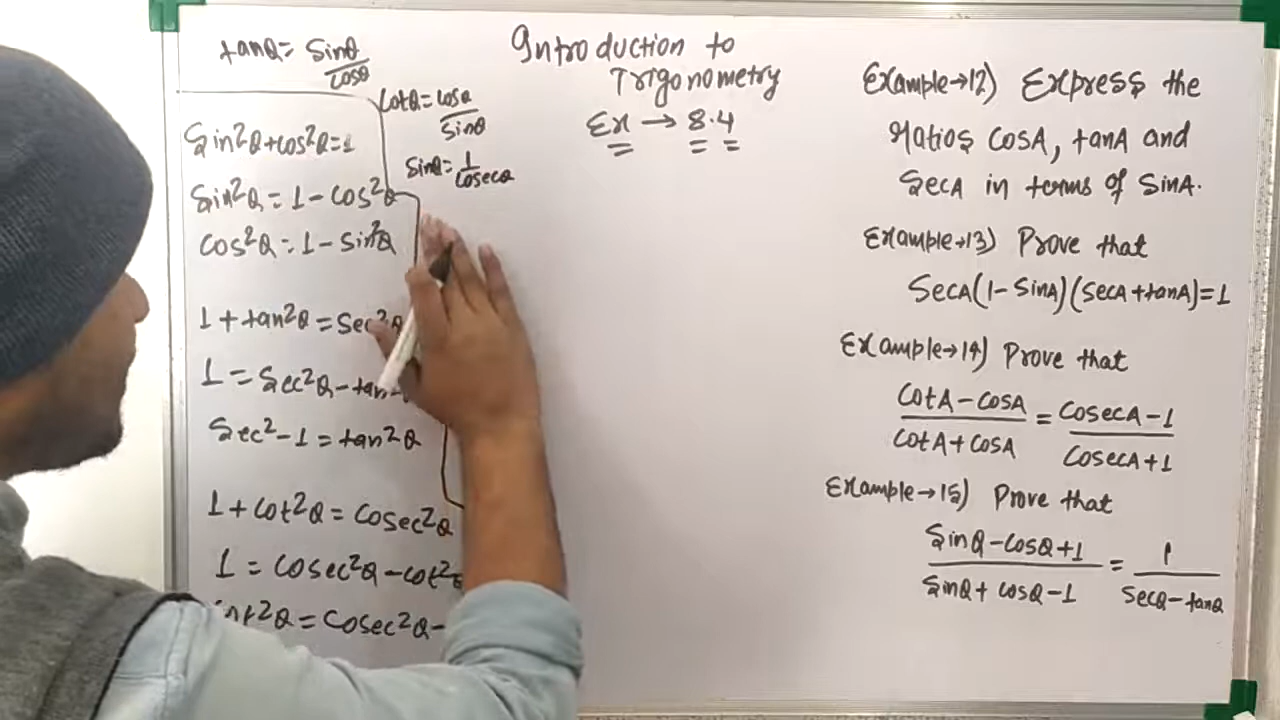 tanθ = sinθ/cosθ
cotθ = cosθ/sinθ
sin²θ + cos²θ = 1
sinθ = 1/cosecθ
sin²θ = 1 - cos²θ
cos²θ = 1 - sin²θ
1 + tan²θ = sec²θ
1 = sec²θ - tan
sec² - 1 = tan²θ
1 + cot²θ = cosec²θ
1 = cosec²θ - cot²
t²θ = cosec²θ -
Introduction to
Trigonometry
Ex → 8.4
Example → 12) Express the
ratios cosA, tanA and
secA in terms of sinA.
Example → 13) Prove that
secA(1 - sinA)(secA + tanA) = 1
Example → 14) Prove that
cotA - cosA / cotA + cosA = cosecA - 1 / cosecA + 1
Example → 15) Prove that
sinθ - cosθ + 1 / sinθ + cosθ - 1 = 1 / secθ - tanθ